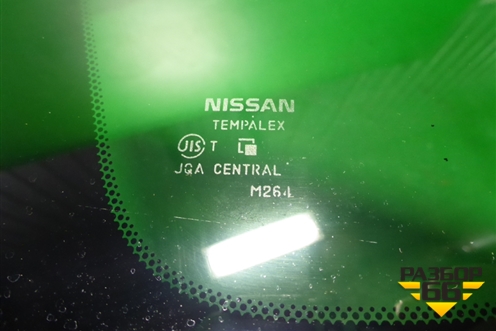 NISSAN
TEMPALEX
JIS T
JGA CENTRAL
M264
РАЗБОР
66